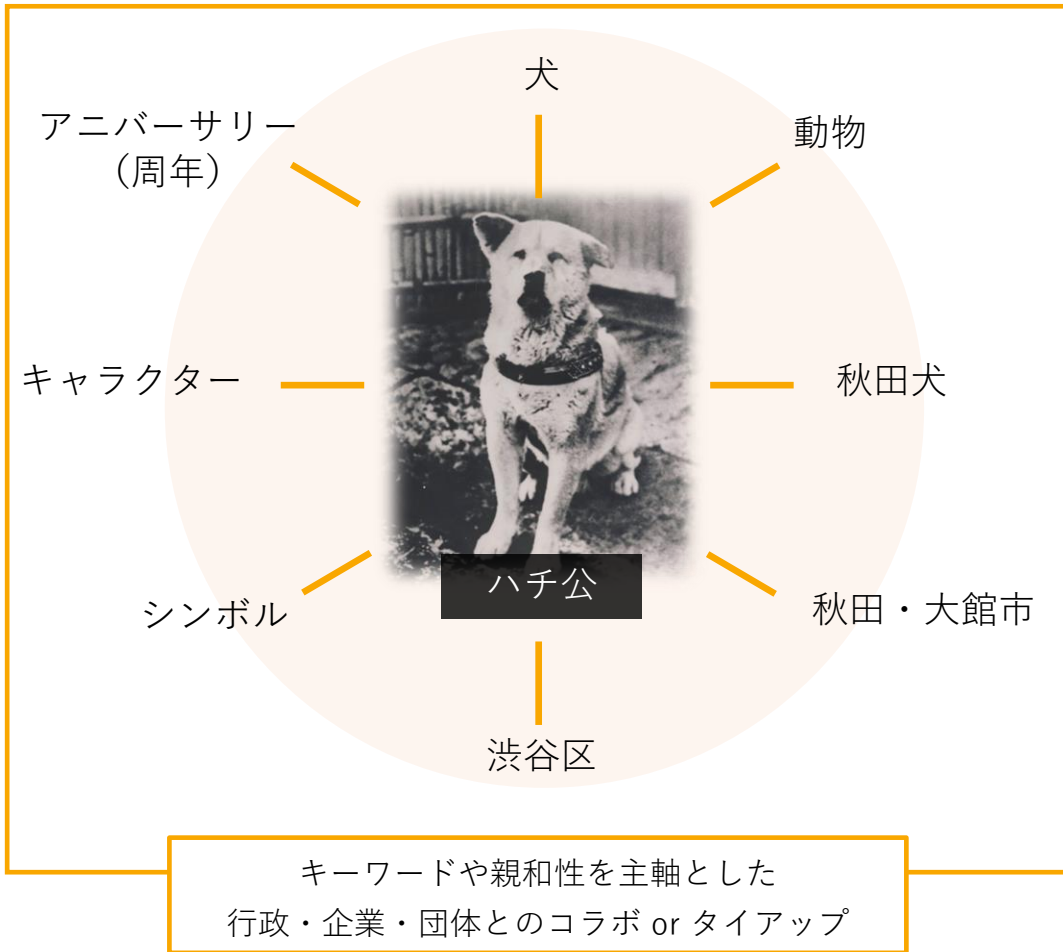 犬
動物
アニバーサリー
（周年）
キャラクター
秋田犬
ハチ公
シンボル
秋田・大館市
渋谷区
キーワードや親和性を主軸とした
行政・企業・団体とのコラボ or タイアップ